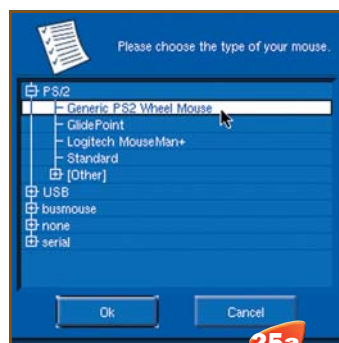 Please choose the type of your mouse.
PS/2
Generic PS2 Wheel Mouse
GlidePoint
Logitech MouseMan+
Standard
[Other]
USB
busmouse
none
serial
Ok
Cancel
25a